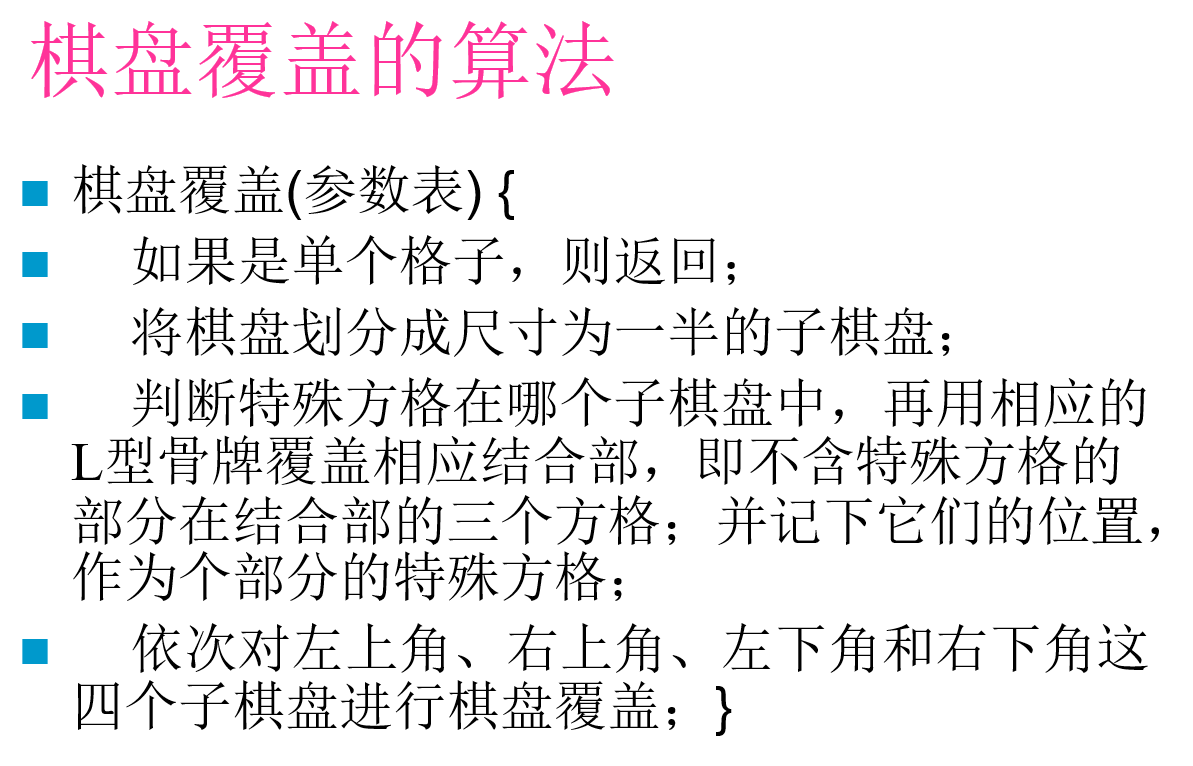 棋盘覆盖的算法
棋盘覆盖(参数表) {
如果是单个格子，则返回；
将棋盘划分成尺寸为一半的子棋盘；
判断特殊方格在哪个子棋盘中，再用相应的
L型骨牌覆盖相应结合部，即不含特殊方格的
部分在结合部的三个方格；并记下它们的位置，
作为个部分的特殊方格；
依次对左上角、右上角、左下角和右下角这
四个子棋盘进行棋盘覆盖；}